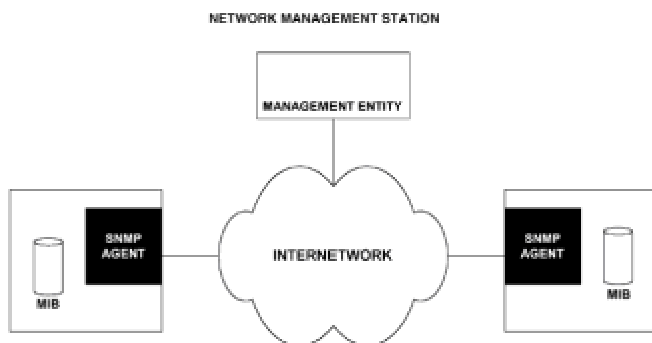 NETWORK MANAGEMENT STATION
MANAGEMENT ENTITY
SNMP
AGENT
MIB
INTERNETWORK
SNMP
AGENT
MIB